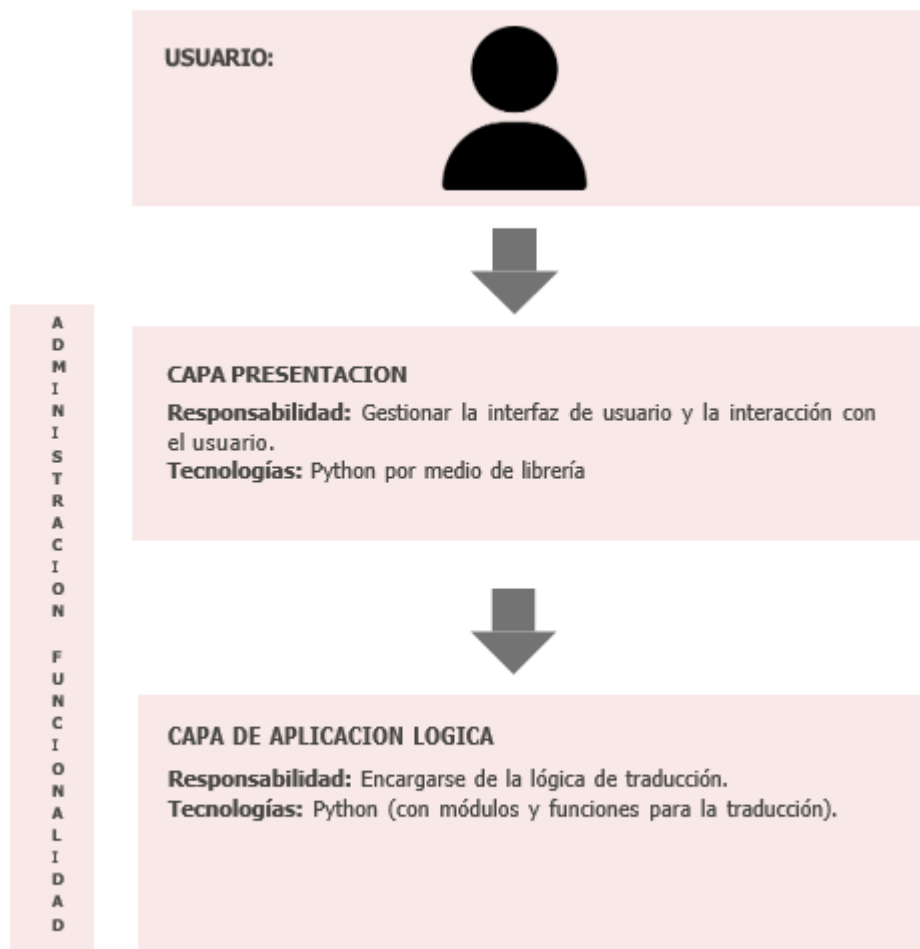 USUARIO:
ADMINISTRACION FUNCIONALIDAD
CAPA PRESENTACION
Responsabilidad: Gestionar la interfaz de usuario y la interacción con
el usuario.
Tecnologías: Python por medio de librería
CAPA DE APLICACION LOGICA
Responsabilidad: Encargarse de la lógica de traducción.
Tecnologías: Python (con módulos y funciones para la traducción).